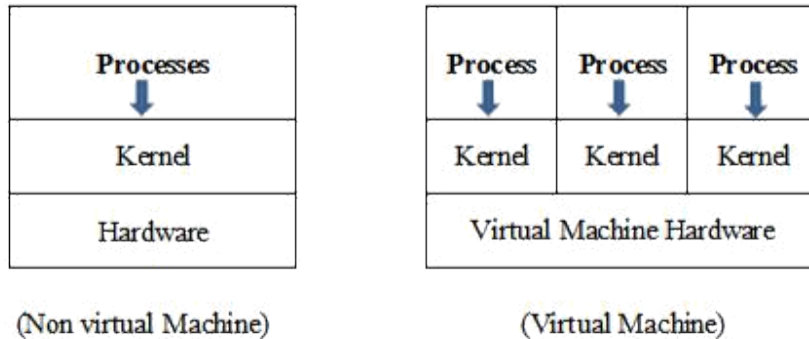 Processes
Kernel
Hardware
(Non virtual Machine)
Process Process Process
Kernel Kernel Kernel
Virtual Machine Hardware
(Virtual Machine)